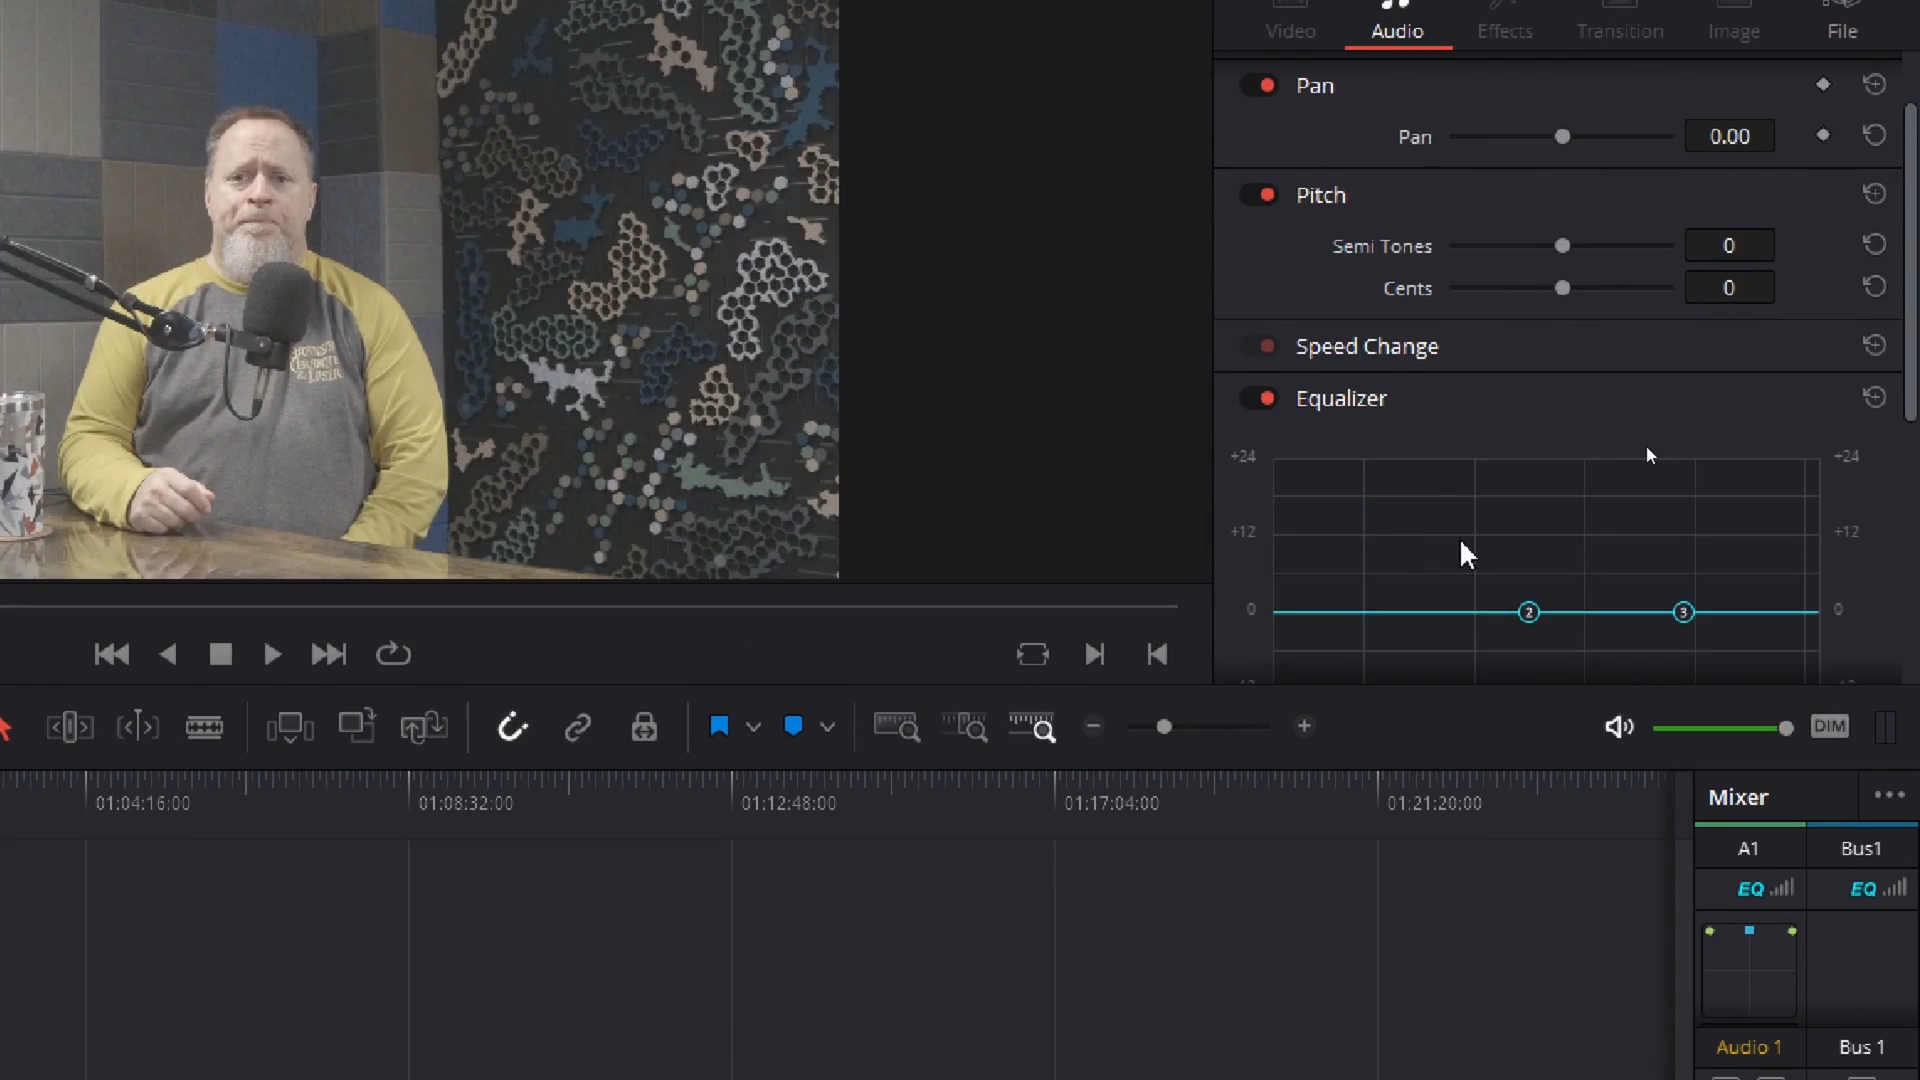 Video
Audio
Effects
Transition
Image
File
Pan
Pan
0.00
Pitch
Semi Tones
0
Cents
0
Speed Change
Equalizer
+24
+24
+12
+12
0
2
3
0
DIM
01:04:16:00
01:08:32:00
01:12:48:00
01:17:04:00
01:21:20:00
Mixer
A1
Bus1
EQ
EQ
Audio 1
Bus 1